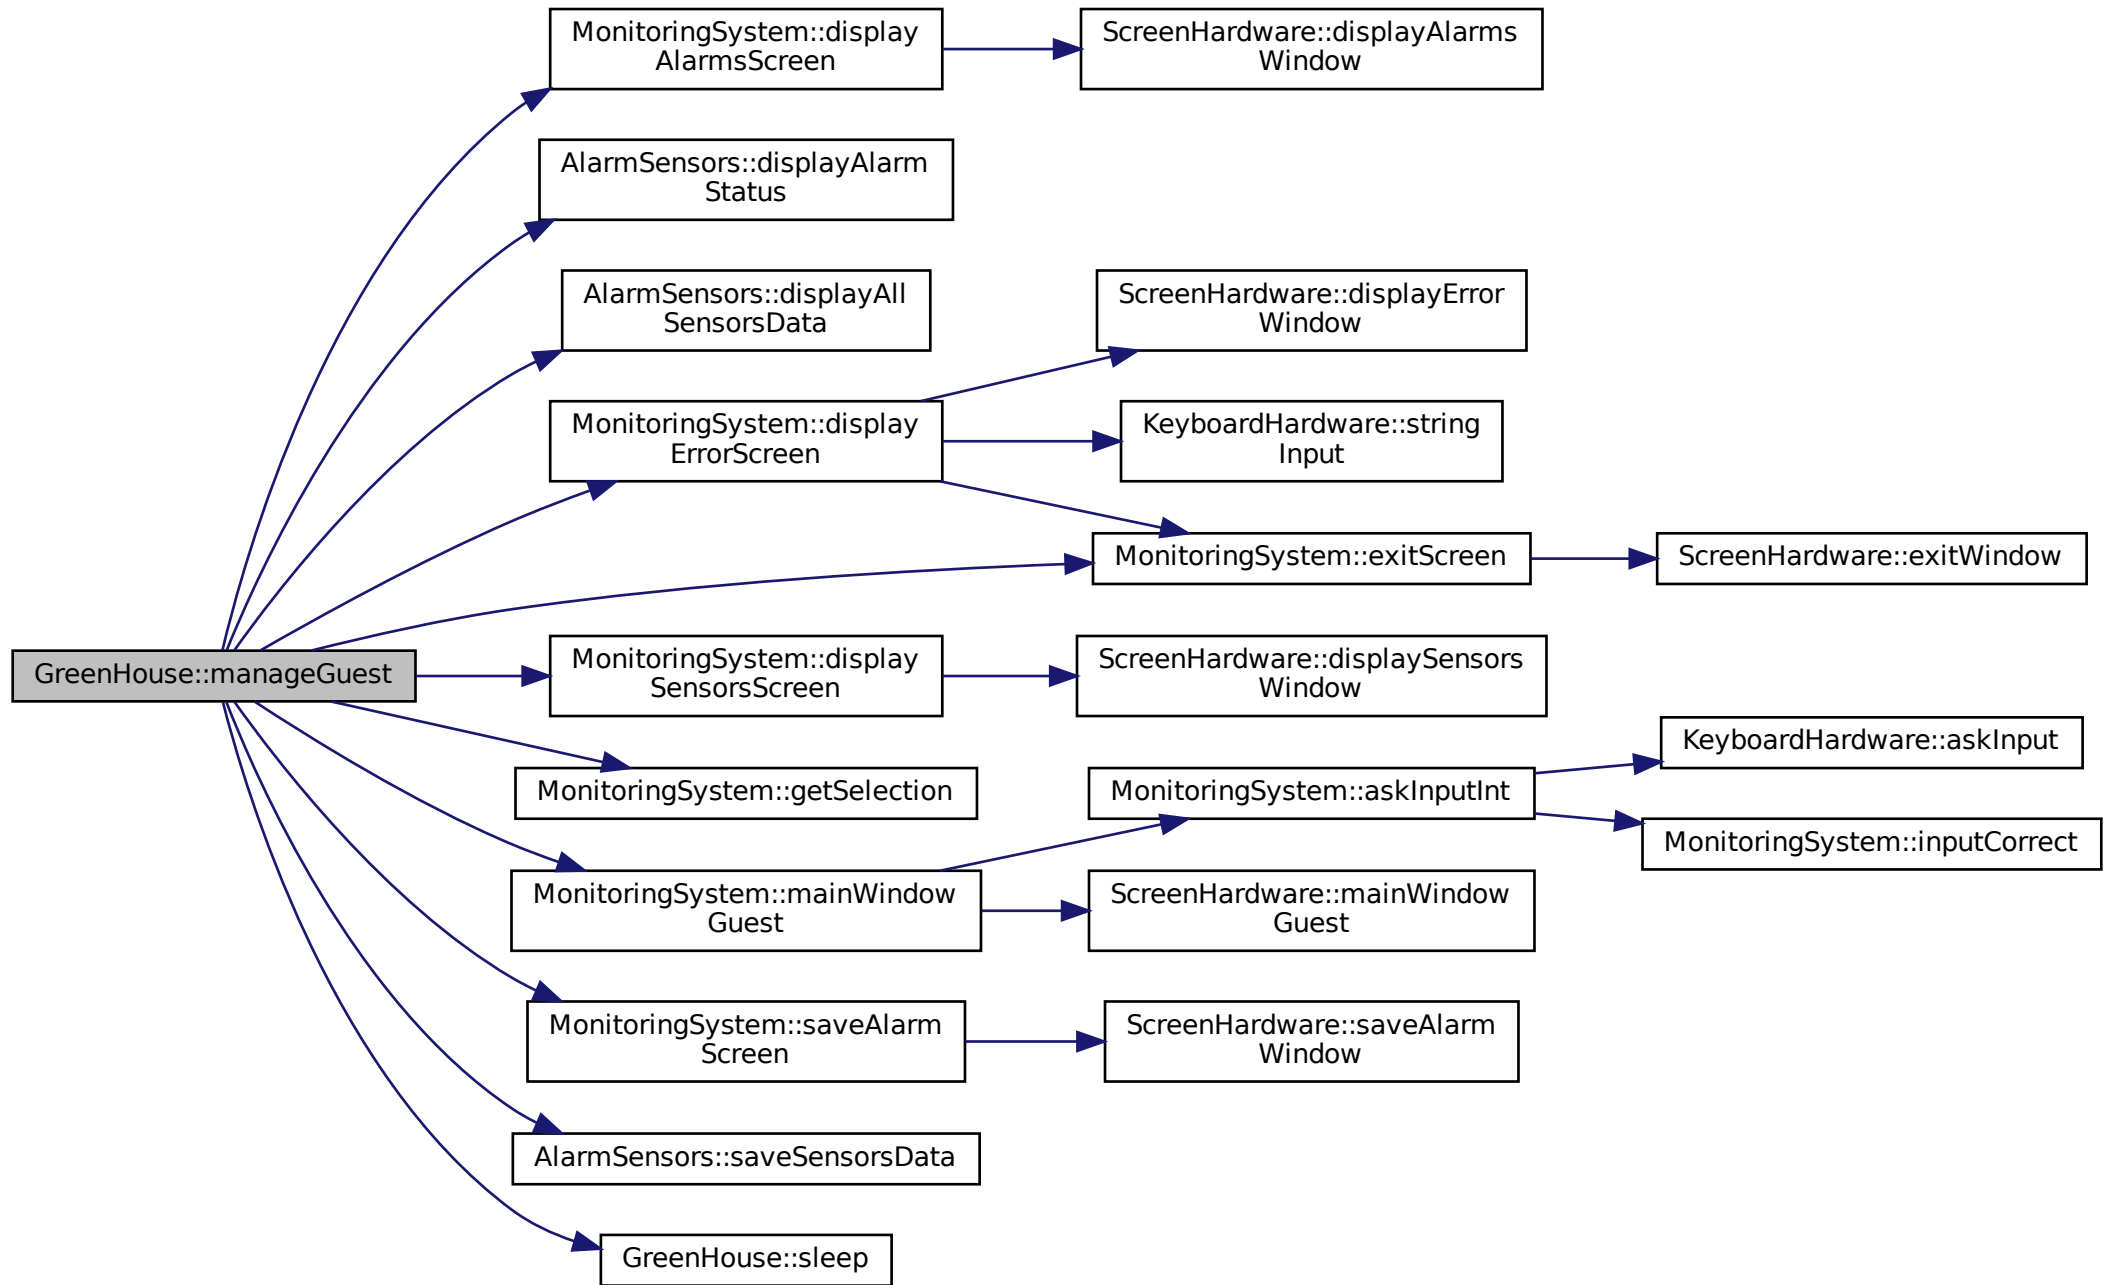 MonitoringSystem::display
AlarmsScreen
ScreenHardware::displayAlarms
Window
AlarmSensors::displayAlarm
Status
AlarmSensors::displayAll
SensorsData
ScreenHardware::displayError
Window
MonitoringSystem::display
ErrorScreen
KeyboardHardware::string
Input
MonitoringSystem::exitScreen
ScreenHardware::exitWindow
GreenHouse::manageGuest
MonitoringSystem::display
SensorsScreen
ScreenHardware::displaySensors
Window
KeyboardHardware::askInput
MonitoringSystem::getSelection
MonitoringSystem::askInputInt
MonitoringSystem::inputCorrect
MonitoringSystem::mainWindow
Guest
ScreenHardware::mainWindow
Guest
MonitoringSystem::saveAlarm
Screen
ScreenHardware::saveAlarm
Window
AlarmSensors::saveSensorsData
GreenHouse::sleep